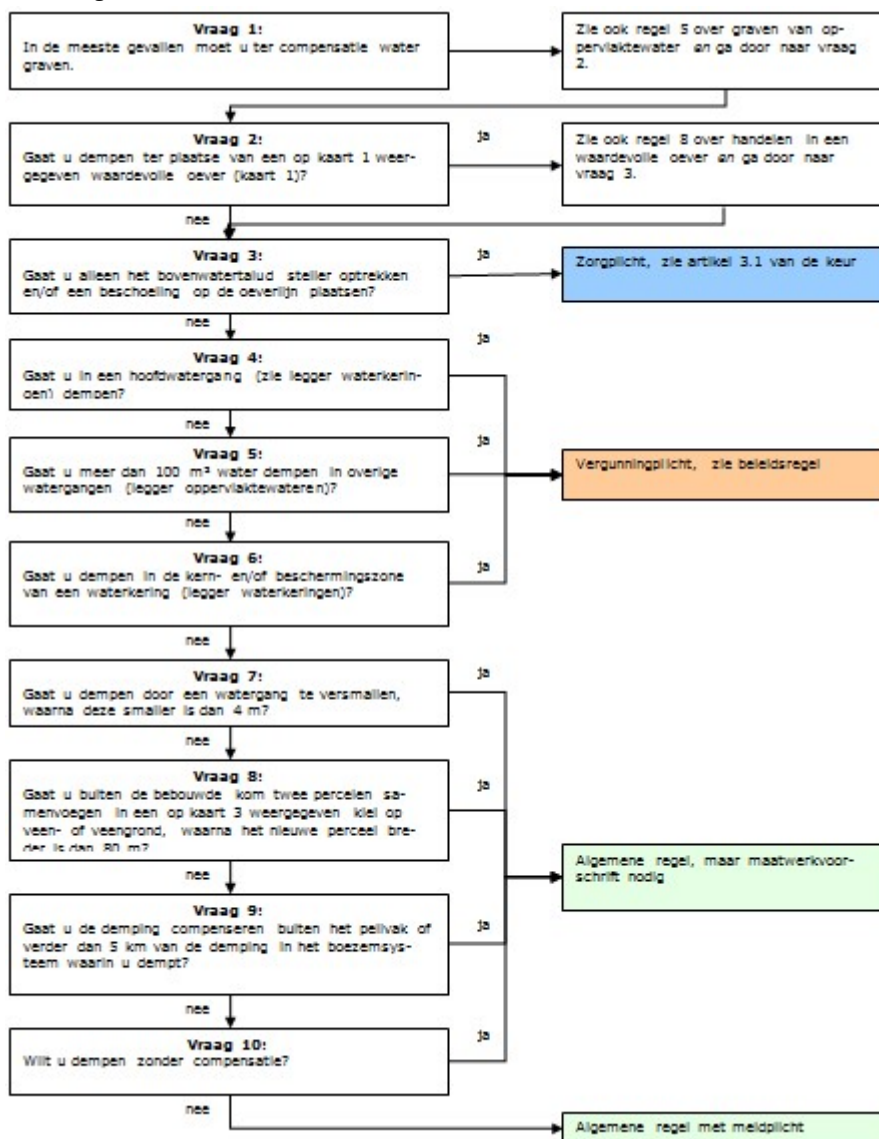 Vraag 1:
In de meeste gevallen moet u ter compensatie water
graven.
Zie ook regel 5 over graven van op-
pervlaktewater en ga door naar vraag
2.
Vraag 2:
Gaat u dempen ter plaatse van een op kaart 1 weer-
gegeven waardevolle oever (kaart 1)?
ja
Zie ook regel 8 over handelen in een
waardevolle oever en ga door naar
vraag 3.
nee
Vraag 3:
Gaat u alleen het bovenwatertalud steiler optrekken
en/of een beschoeiing op de oeverlijn plaatsen?
ja
Zorgplicht, zie artikel 3.1 van de keur
nee
Vraag 4:
Gaat u in een hoofdwatergang (zie legger waterkerin-
gen) dempen?
ja
nee
Vraag 5:
Gaat u meer dan 100 m² water dempen in overige
watergangen (legger oppervlaktewateren)?
ja
Vergunningplicht, zie beleidsregel
nee
Vraag 6:
Gaat u dempen in de kern- en/of beschermingszone
van een waterkering (legger waterkeringen)?
ja
nee
Vraag 7:
Gaat u dempen door een watergang te versmallen,
waarna deze smaller is dan 4 m?
ja
nee
Vraag 8:
Gaat u buiten de bebouwde kom twee percelen sa-
menvoegen in een op kaart 3 weergegeven klei op
veen- of veengrond, waarna het nieuwe perceel bre-
der is dan 80 m?
ja
Algemene regel, maar maatwerkvoor-
schrift nodig
nee
Vraag 9:
Gaat u de demping compenseren buiten het peilvak of
verder dan 5 km van de demping in het boezemsys-
teem waarin u dempt?
ja
nee
Vraag 10:
Wilt u dempen zonder compensatie?
ja
nee
Algemene regel met meldplicht